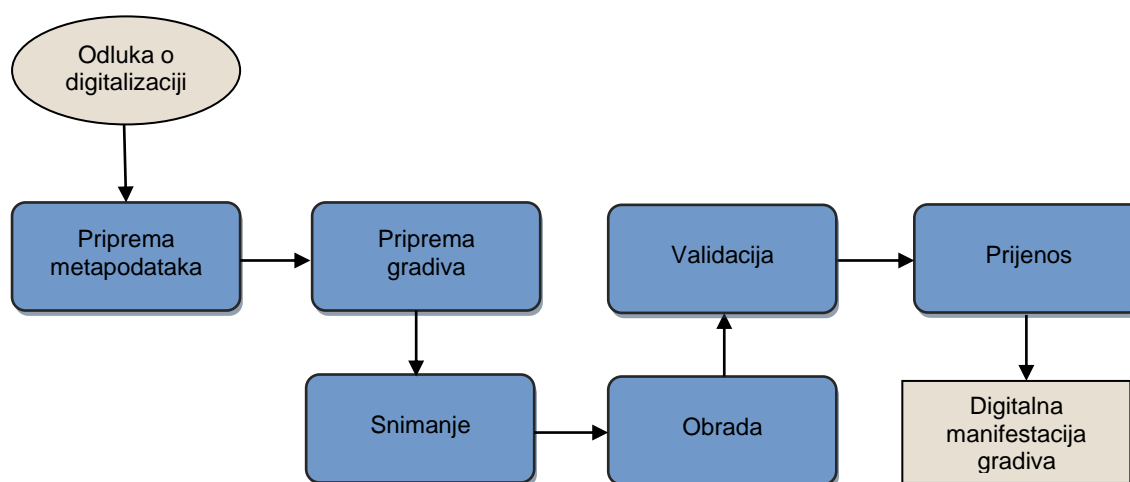 Odluka o
digitalizaciji
Priprema
metapodataka
Priprema
gradiva
Snimanje
Obrada
Validacija
Prijenos
Digitalna
manifestacija
gradiva